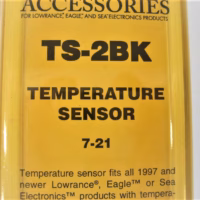 ACCESSORIES
FOR LOWRANCE, EAGLE, AND SEA ELECTRONICS PRODUCTS
TS-2BK
TEMPERATURE
SENSOR
7-21
Temperature sensor fits all 1997 and
newer Lowrance®, Eagle™ or Sea
Electronics™ products with tempera-